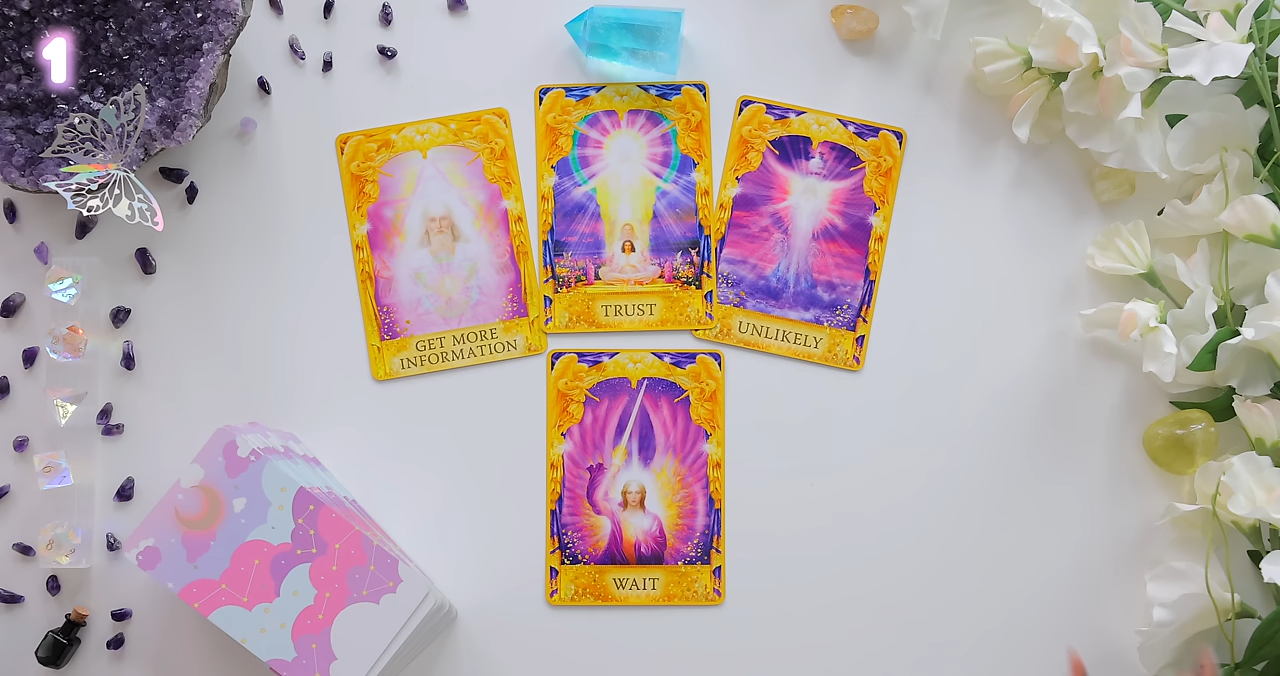 1
GET MORE
INFORMATION
TRUST
UNLIKELY
WAIT